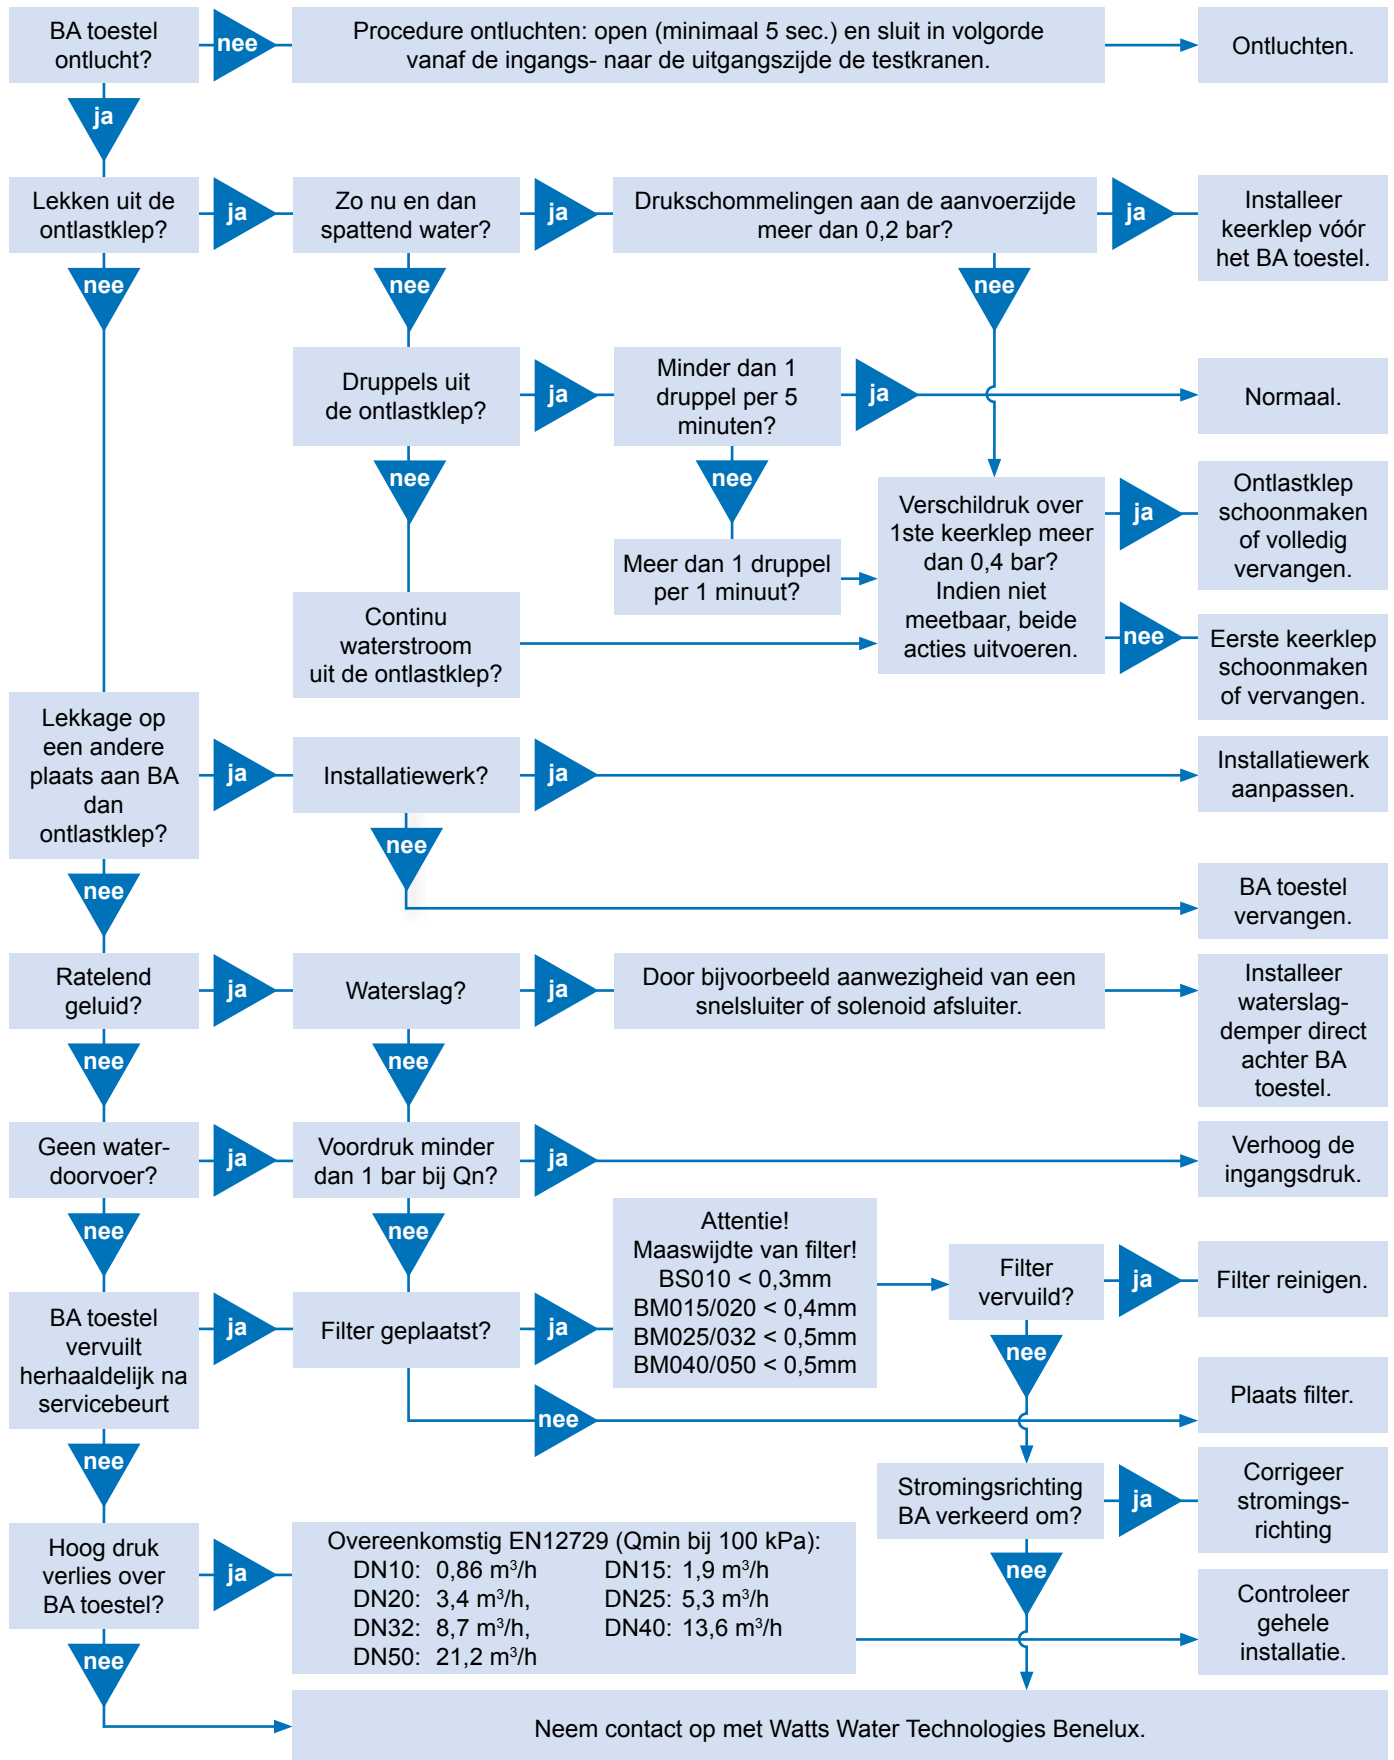 BA toestel
ontlucht?
nee
Procedure ontluchten: open (minimaal 5 sec.) en sluit in volgorde
vanaf de ingangs- naar de uitgangszijde de testkranen.
Ontluchten.
ja
Lekken uit de
ontlastklep?
ja
Zo nu en dan
spattend water?
ja
Drukschommelingen aan de aanvoerzijde
meer dan 0,2 bar?
ja
Installeer
keerklep vóór
het BA toestel.
nee
nee
nee
Druppels uit
de ontlastklep?
ja
Minder dan 1
druppel per 5
minuten?
ja
Normaal.
nee
nee
Verschildruk over
1ste keerklep meer
dan 0,4 bar?
Indien niet
meetbaar, beide
acties uitvoeren.
ja
Ontlastklep
schoonmaken
of volledig
vervangen.
Meer dan 1 druppel
per 1 minuut?
Continu
waterstroom
uit de ontlastklep?
nee
Eerste keerklep
schoonmaken
of vervangen.
Lekkage op
een andere
plaats aan BA
dan
ontlastklep?
ja
Installatiewerk?
ja
Installatiewerk
aanpassen.
nee
nee
BA toestel
vervangen.
Ratelend
geluid?
ja
Waterslag?
ja
Door bijvoorbeeld aanwezigheid van een
snelsluiter of solenoid afsluiter.
Installeer
waterslag-
demper direct
achter BA
toestel.
nee
nee
Geen water-
doorvoer?
ja
Voordruk minder
dan 1 bar bij Qn?
ja
Verhoog de
ingangsdruk.
nee
nee
Attentie!
Maaswijdte van filter!
BS010 < 0,3mm
BM015/020 < 0,4mm
BM025/032 < 0,5mm
BM040/050 < 0,5mm
Filter
vervuild?
ja
Filter reinigen.
BA toestel
vervuilt
herhaaldelijk na
servicebeurt
ja
Filter geplaatst?
ja
nee
nee
Plaats filter.
nee
Stromingsrichting
BA verkeerd om?
ja
Corrigeer
stromings-
richting
Hoog druk
verlies over
BA toestel?
ja
Overeenkomstig EN12729 (Qmin bij 100 kPa):
DN10: 0,86 m³/h DN15: 1,9 m³/h
DN20: 3,4 m³/h, DN25: 5,3 m³/h
DN32: 8,7 m³/h, DN40: 13,6 m³/h
DN50: 21,2 m³/h
nee
Controleer
gehele
installatie.
nee
Neem contact op met Watts Water Technologies Benelux.